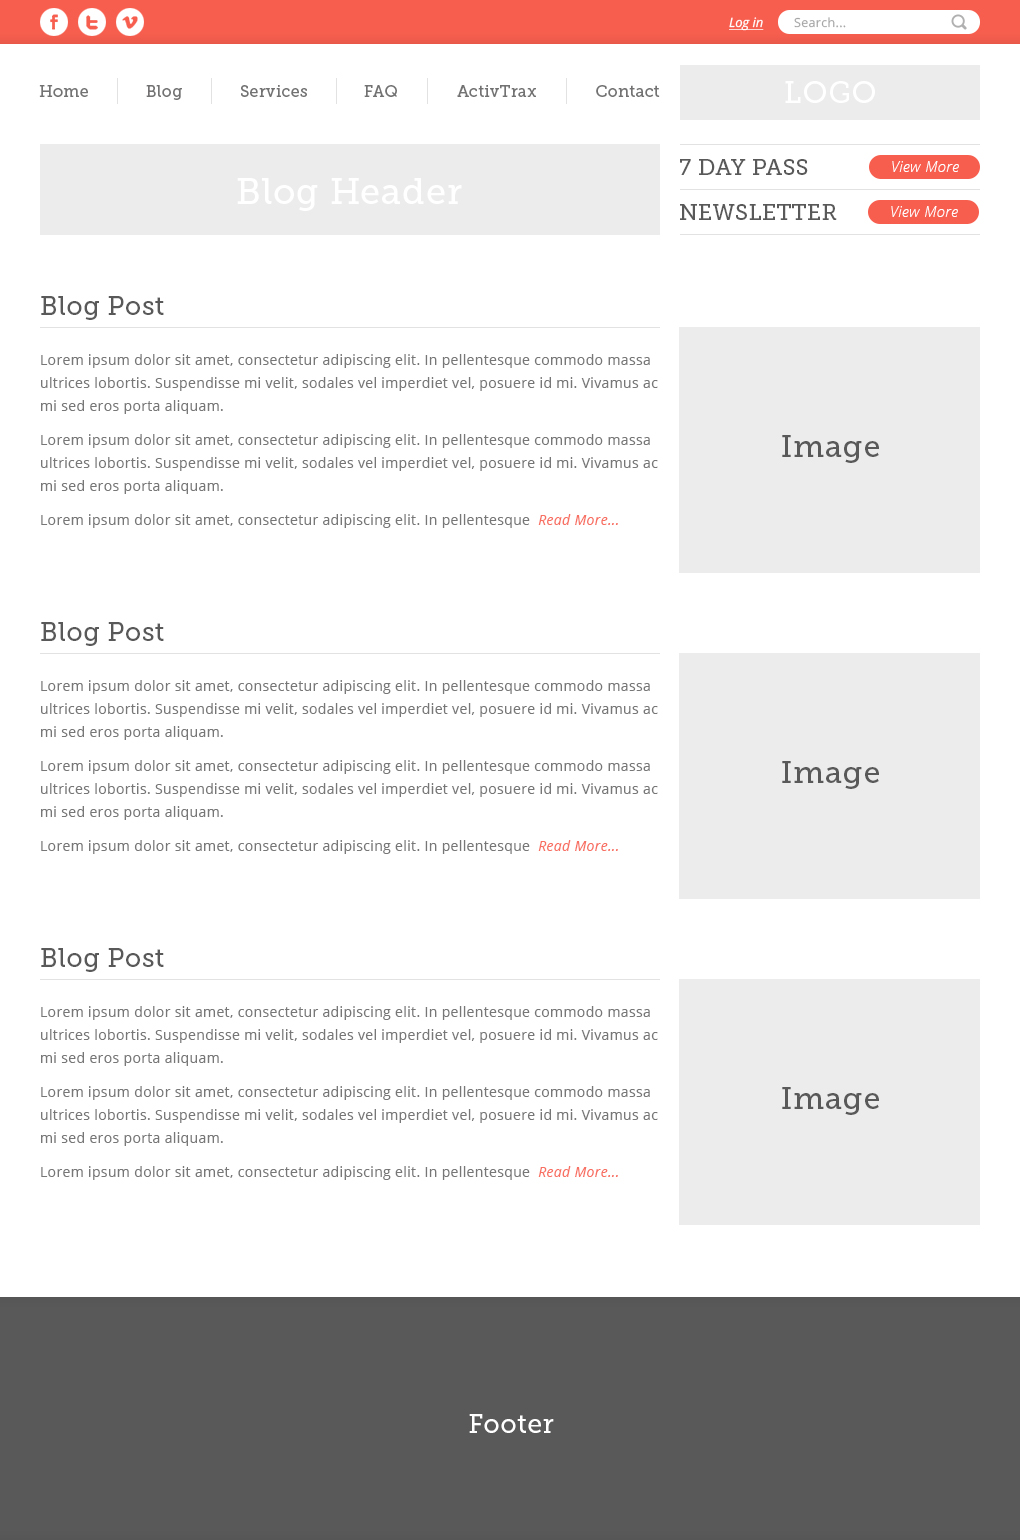 Log in
Search...
Home
Blog
Services
FAQ
ActivTrax
Contact
LOGO
Blog Header
7 DAY PASS
View More
NEWSLETTER
View More
Blog Post
Lorem ipsum dolor sit amet, consectetur adipiscing elit. In pellentesque commodo massa
ultrices lobortis. Suspendisse mi velit, sodales vel imperdiet vel, posuere id mi. Vivamus ac
mi sed eros porta aliquam.
Lorem ipsum dolor sit amet, consectetur adipiscing elit. In pellentesque commodo massa
ultrices lobortis. Suspendisse mi velit, sodales vel imperdiet vel, posuere id mi. Vivamus ac
mi sed eros porta aliquam.
Lorem ipsum dolor sit amet, consectetur adipiscing elit. In pellentesque Read More...
Image
Blog Post
Lorem ipsum dolor sit amet, consectetur adipiscing elit. In pellentesque commodo massa
ultrices lobortis. Suspendisse mi velit, sodales vel imperdiet vel, posuere id mi. Vivamus ac
mi sed eros porta aliquam.
Lorem ipsum dolor sit amet, consectetur adipiscing elit. In pellentesque commodo massa
ultrices lobortis. Suspendisse mi velit, sodales vel imperdiet vel, posuere id mi. Vivamus ac
mi sed eros porta aliquam.
Lorem ipsum dolor sit amet, consectetur adipiscing elit. In pellentesque Read More...
Image
Blog Post
Lorem ipsum dolor sit amet, consectetur adipiscing elit. In pellentesque commodo massa
ultrices lobortis. Suspendisse mi velit, sodales vel imperdiet vel, posuere id mi. Vivamus ac
mi sed eros porta aliquam.
Lorem ipsum dolor sit amet, consectetur adipiscing elit. In pellentesque commodo massa
ultrices lobortis. Suspendisse mi velit, sodales vel imperdiet vel, posuere id mi. Vivamus ac
mi sed eros porta aliquam.
Lorem ipsum dolor sit amet, consectetur adipiscing elit. In pellentesque Read More...
Image
Footer